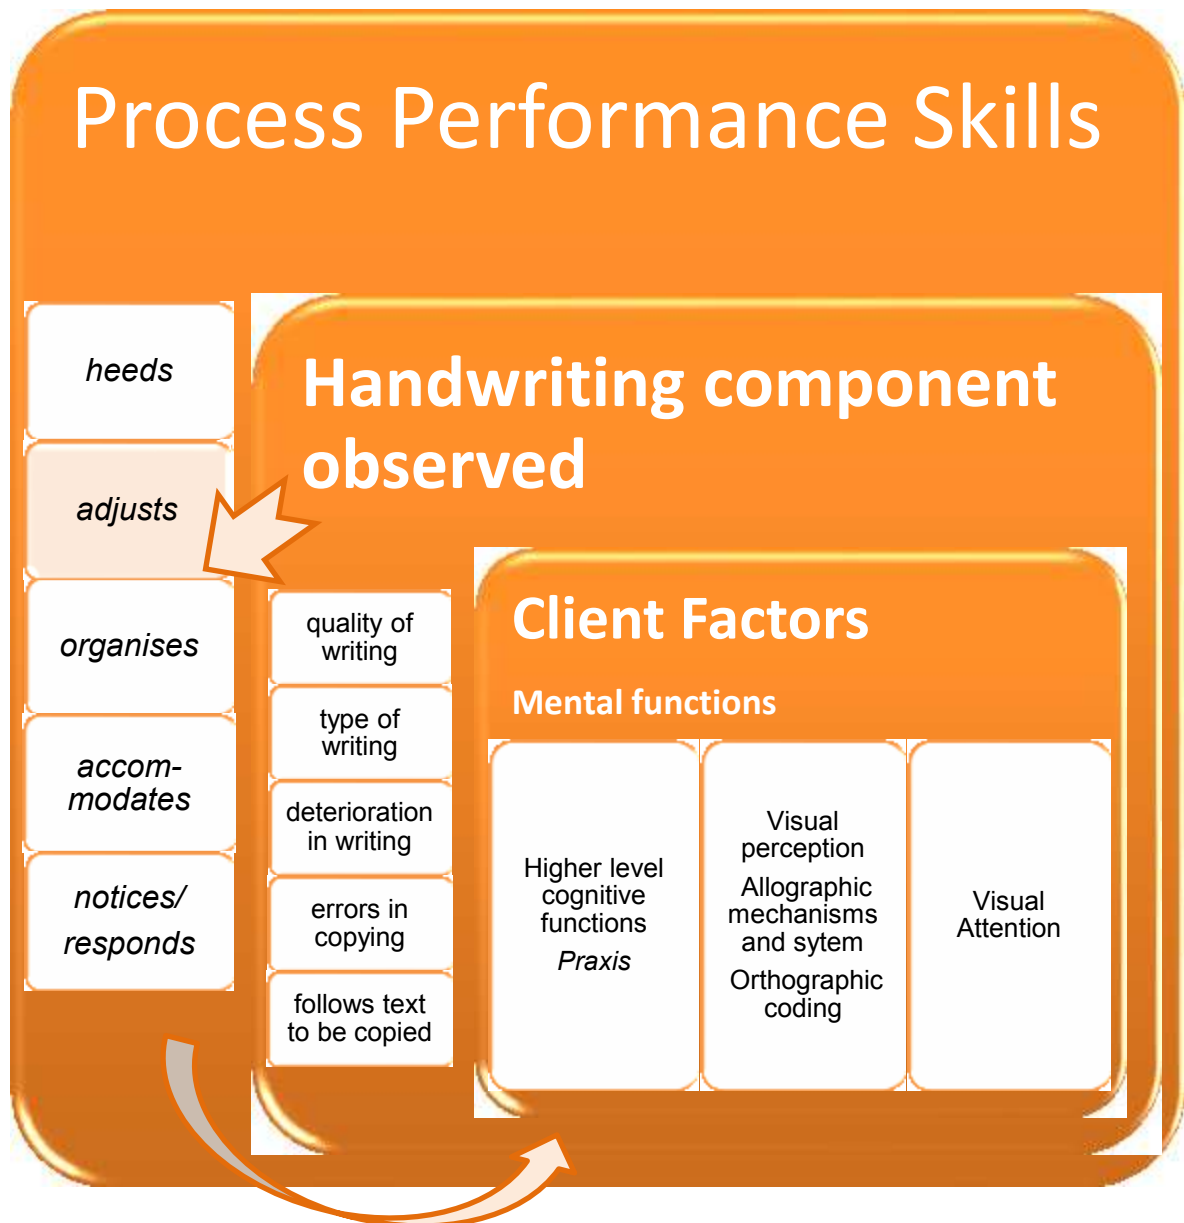 Process Performance Skills
heeds
adjusts
organises
accom-
modates
notices/
responds
Handwriting component
observed
quality of
writing
type of
writing
deterioration
in writing
errors in
copying
follows text
to be copied
Client Factors
Mental functions
Higher level
cognitive
functions
Praxis
Visual
perception
Allographic
mechanisms
and sytem
Orthographic
coding
Visual
Attention